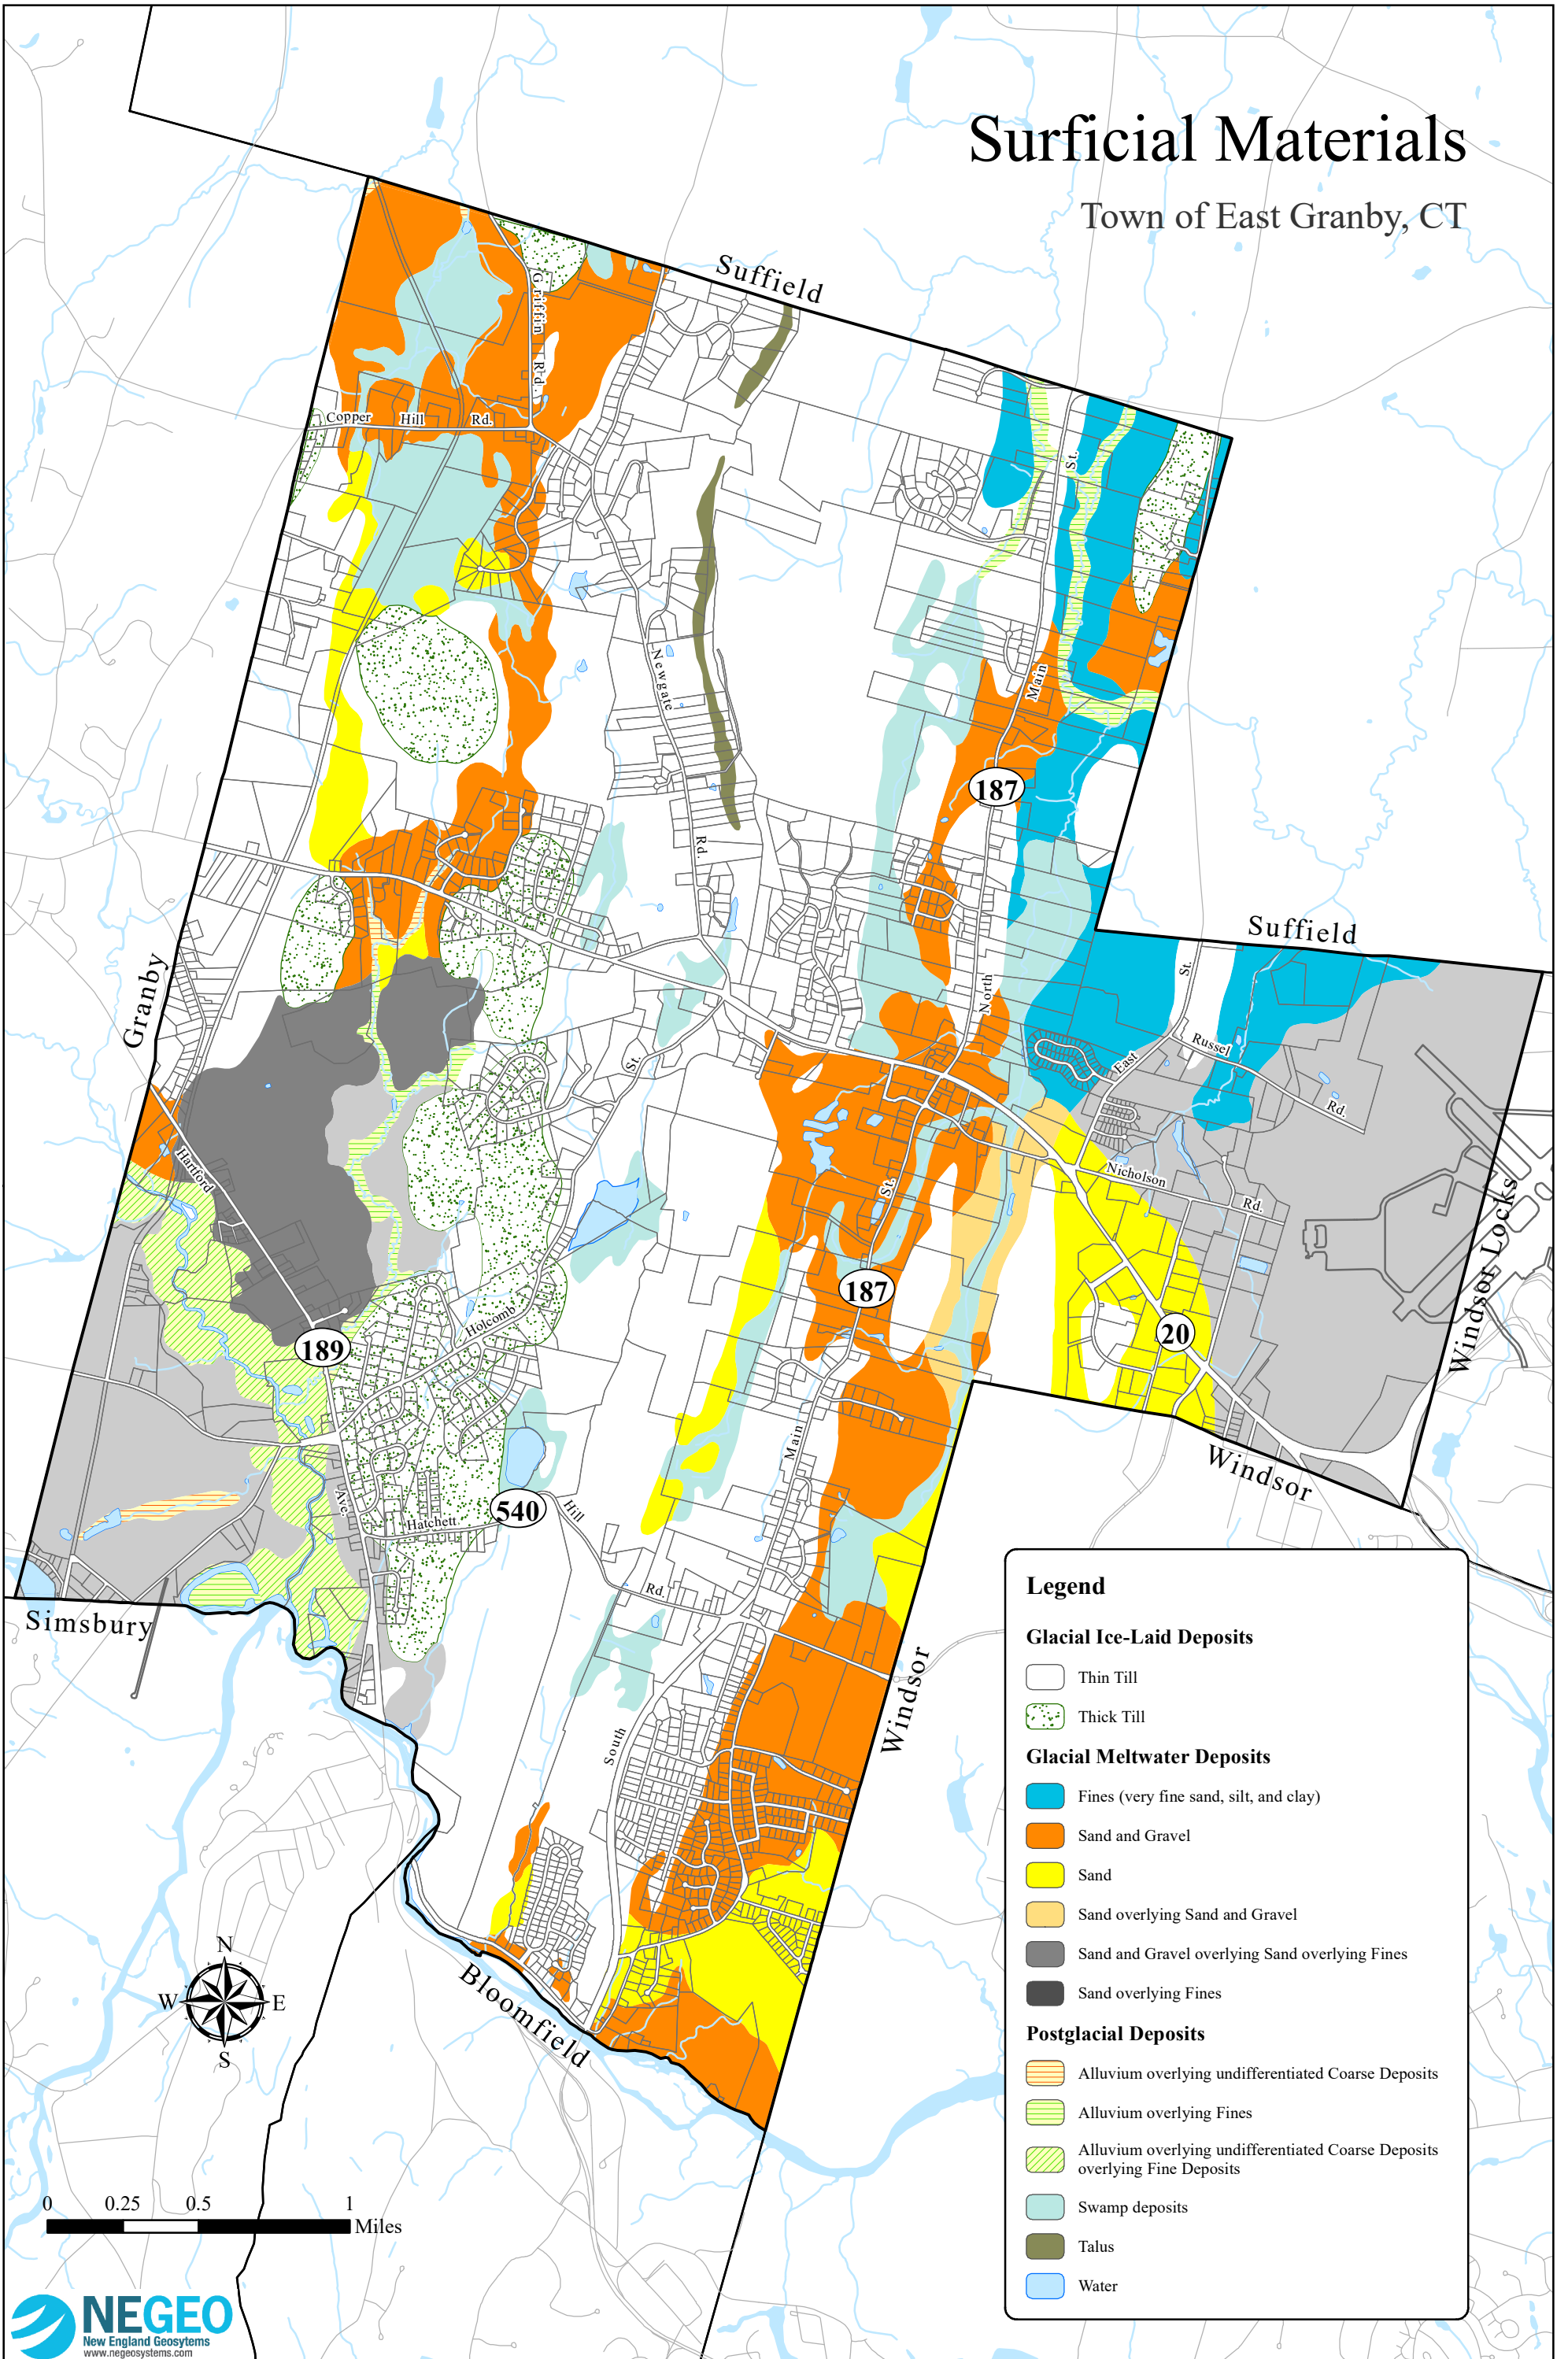 Surficial Materials
Town of East Granby, CT
Suffield
Griffin Rd.
Copper Hill Rd.
St.
Main
Newgate
Rd.
187
North
Suffield
St.
Russel
Rd.
East
Granby
St.
Hartford
Nicholson
Rd.
St.
187
20
Windsor Locks
189
Holcomb
Main
Windsor
Ave.
Hatchett
540
Hill
Rd.
Simsbury
South
Windsor
Bloomfield
N
W E
S
0 0.25 0.5 1
Miles
NEGEO
New England Geosytems
www.negeosystems.com
Legend
Glacial Ice-Laid Deposits
Thin Till
Thick Till
Glacial Meltwater Deposits
Fines (very fine sand, silt, and clay)
Sand and Gravel
Sand
Sand overlying Sand and Gravel
Sand and Gravel overlying Sand overlying Fines
Sand overlying Fines
Postglacial Deposits
Alluvium overlying undifferentiated Coarse Deposits
Alluvium overlying Fines
Alluvium overlying undifferentiated Coarse Deposits
overlying Fine Deposits
Swamp deposits
Talus
Water